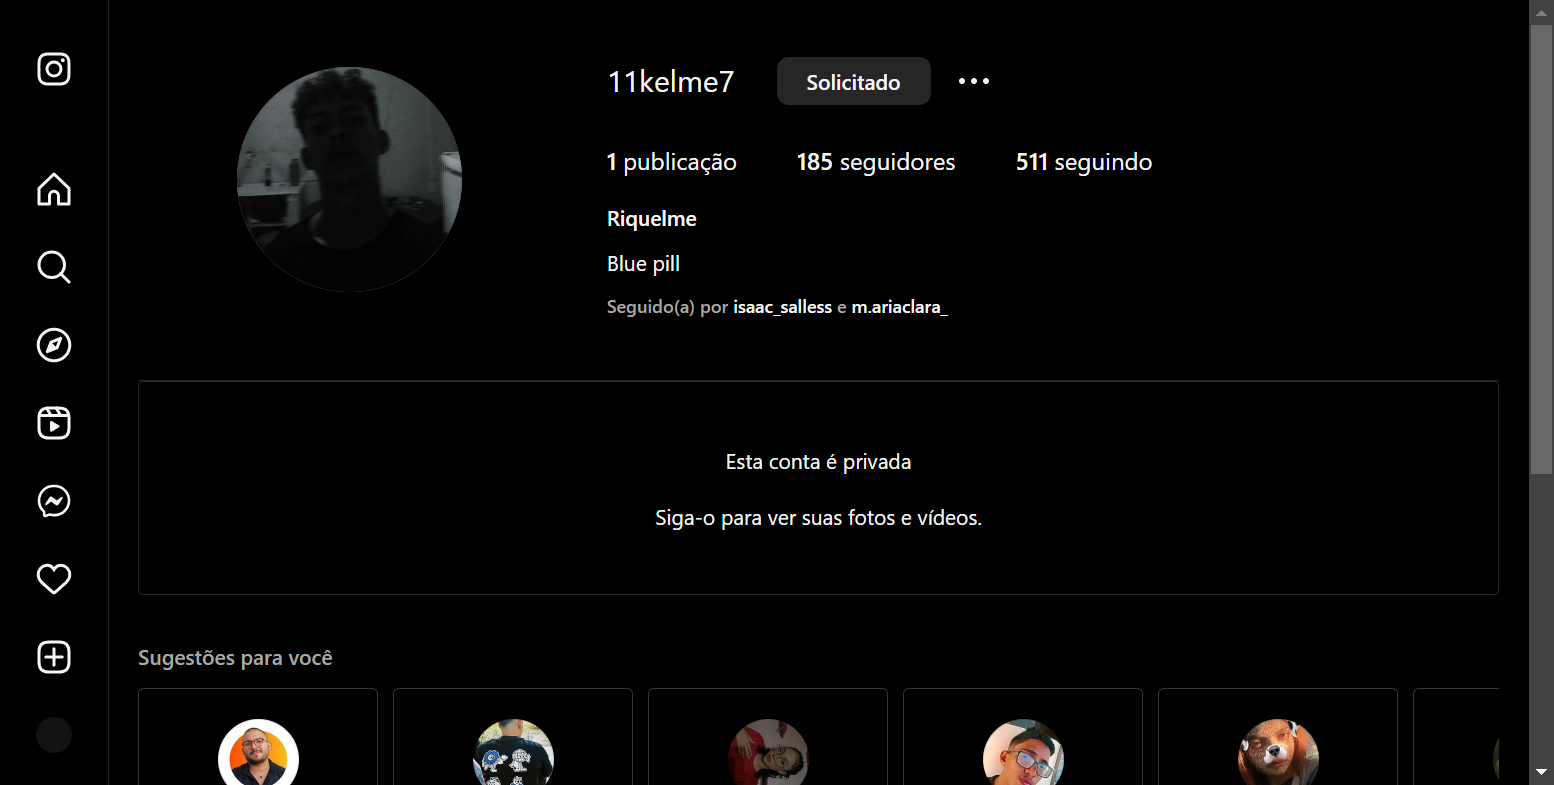 11kelme7 Solicitado
1 publicação 185 seguidores 511 seguindo
Riquelme
Blue pill
Seguido(a) por isaac_salless e m.ariaclara_
Esta conta é privada
Siga-o para ver suas fotos e vídeos.
Sugestões para você